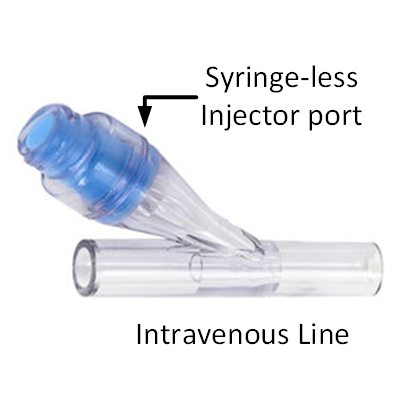 Syringe-less
Injector port
Intravenous Line